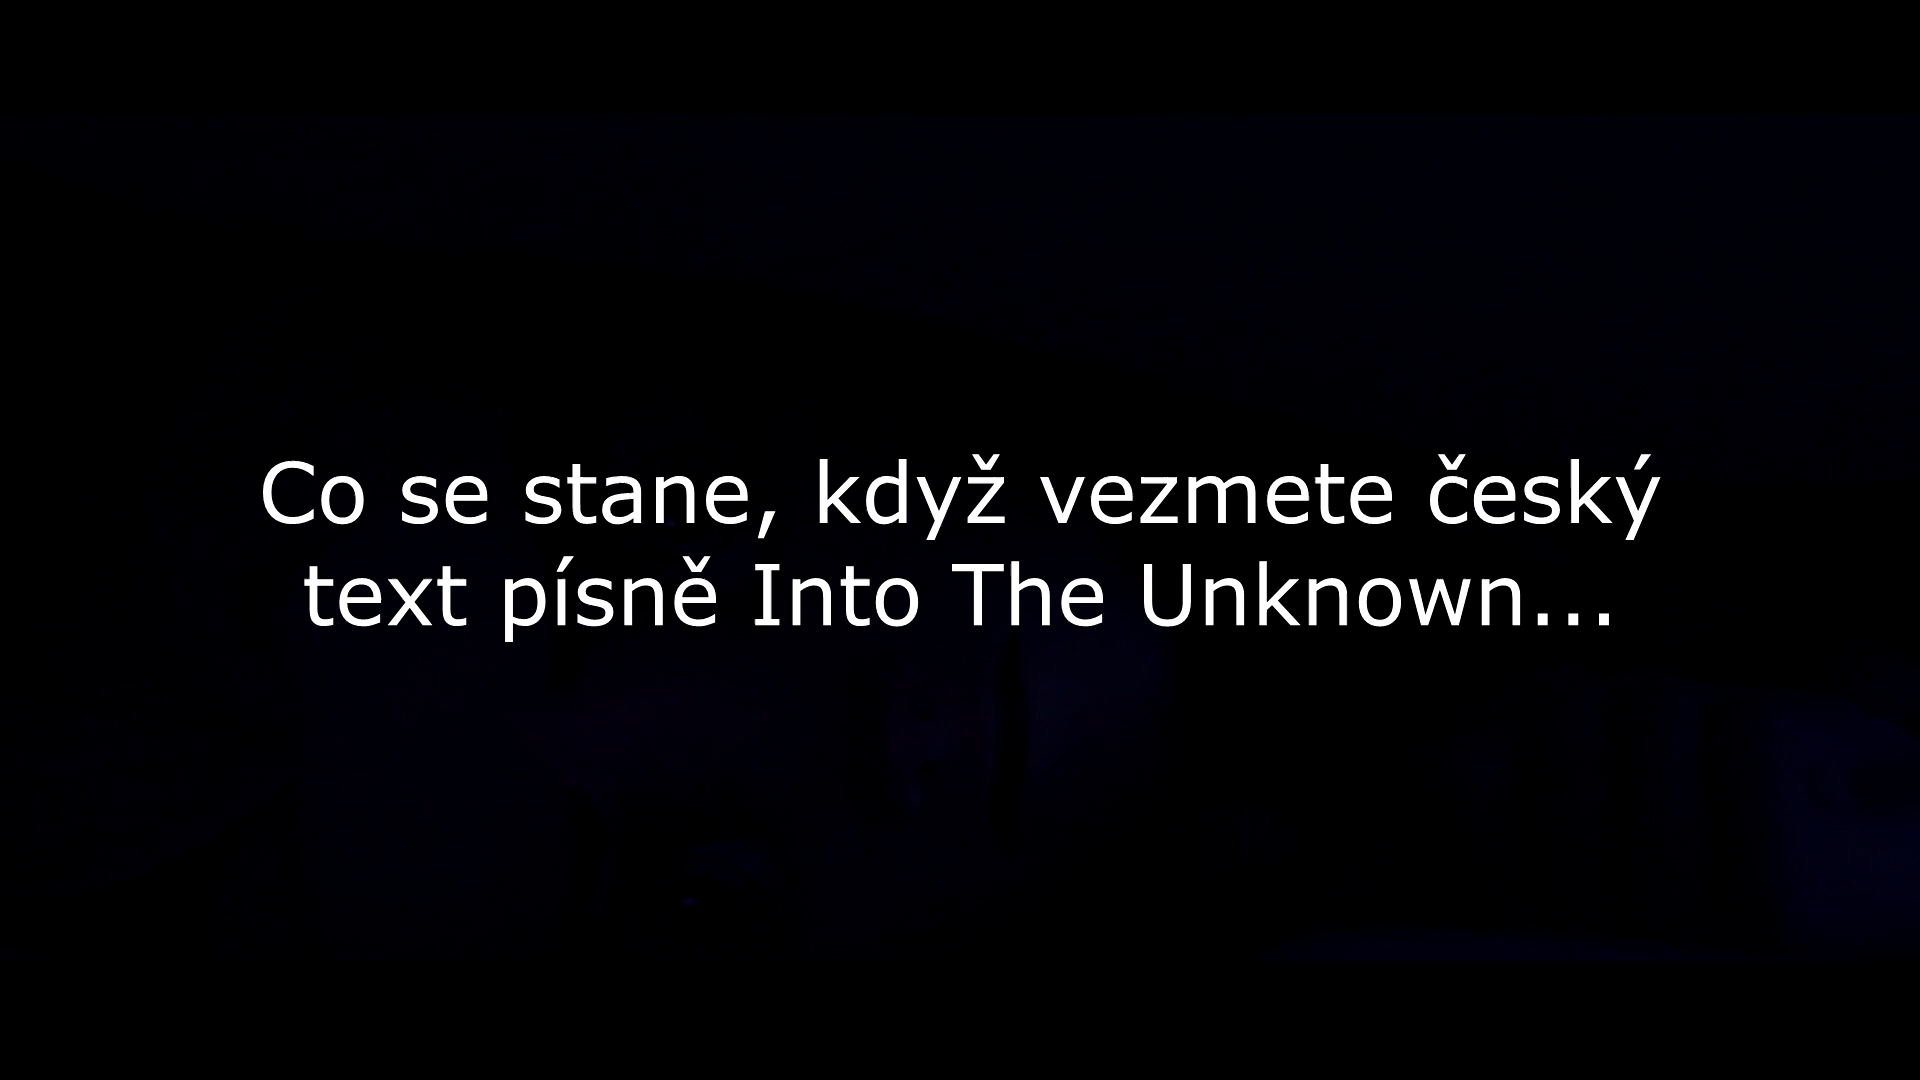 Co se stane, když vezmete český
text písně Into The Unknown...